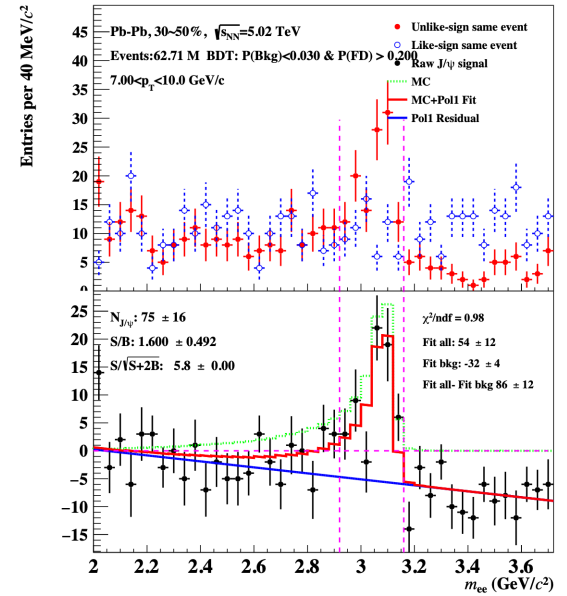 Entries per 40 MeV/c²
45
40
35
30
25
20
15
10
5
0
Pb-Pb, 30~50%, √s_NN=5.02 TeV
Events:62.71 M BDT: P(Bkg)<0.030 & P(FD) > 0.200
7.00<p_T<10.0 GeV/c
Unlike-sign same event
Like-sign same event
Raw J/ψ signal
MC
MC+Pol1 Fit
Pol1 Residual
25
20
15
10
5
0
−5
−10
−15
N_J/ψ: 75 ± 16
S/B: 1.600 ± 0.492
S/√S+2B: 5.8 ± 0.00
χ²/ndf = 0.98
Fit all: 54 ± 12
Fit bkg: -32 ± 4
Fit all- Fit bkg 86 ± 12
2 2.2 2.4 2.6 2.8 3 3.2 3.4 3.6
m_ee (GeV/c²)